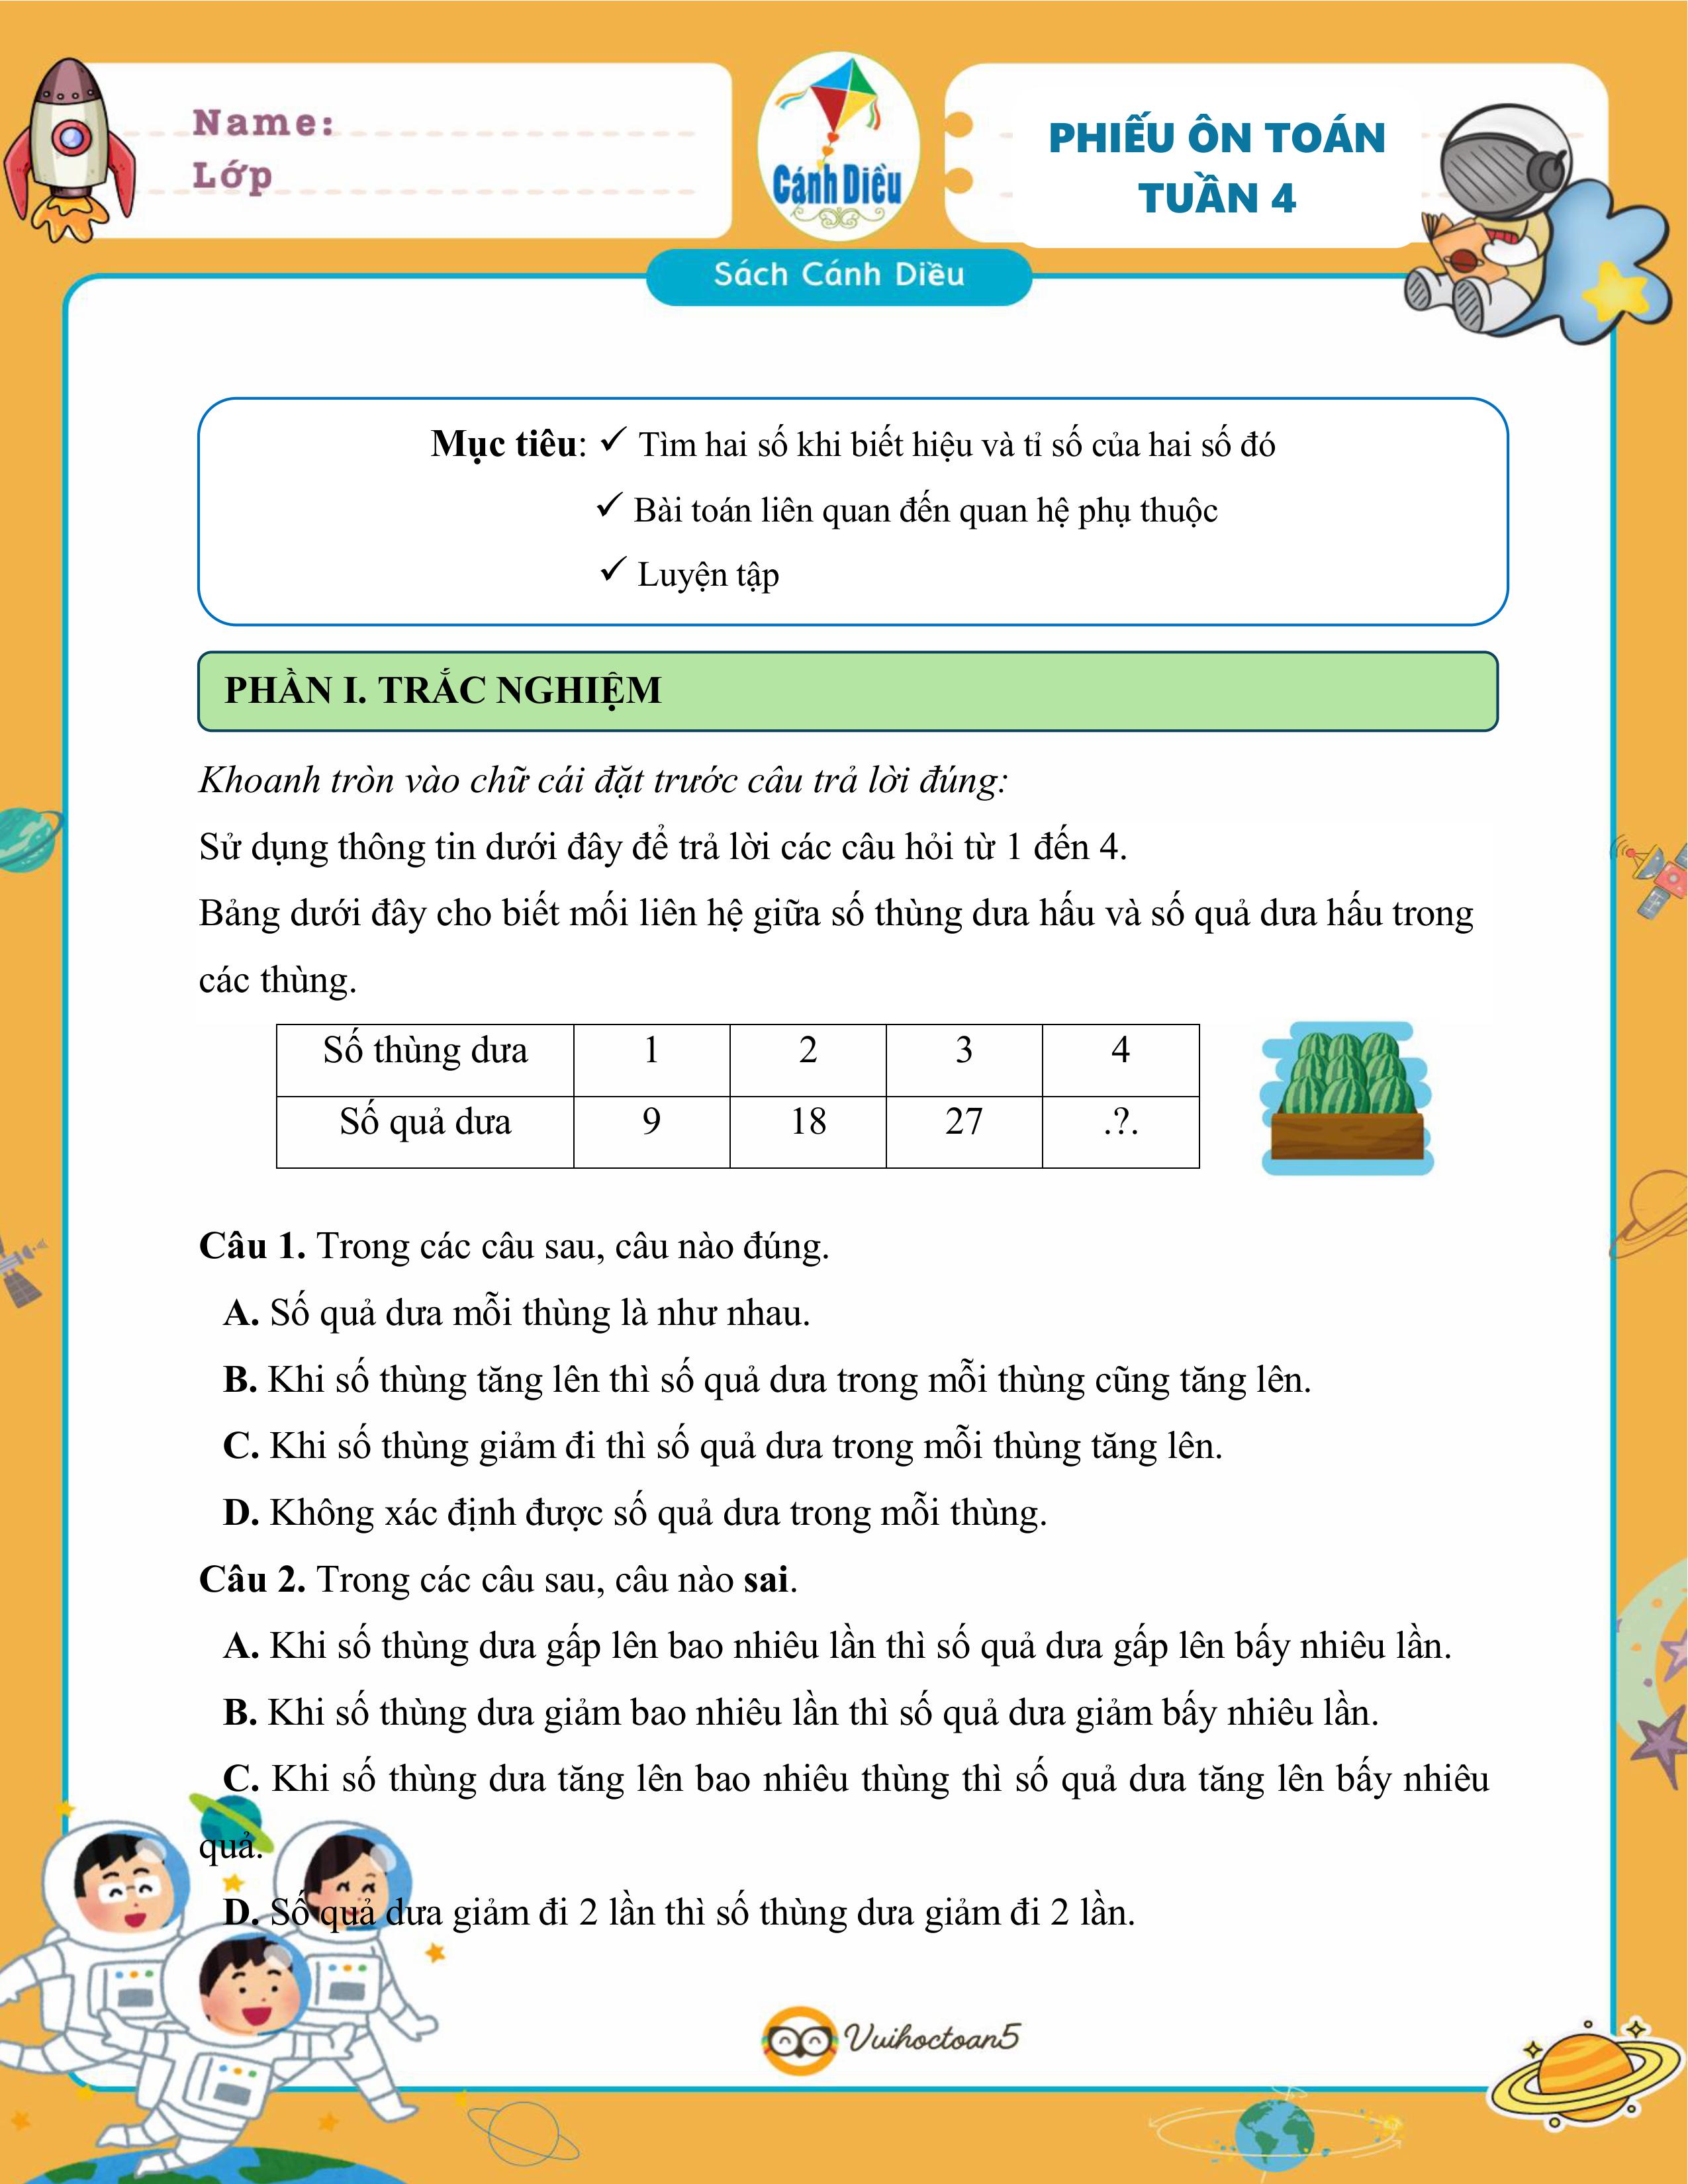 Name:
Lớp
Cánh Diều
PHIẾU ÔN TOÁN
TUẦN 4
Sách Cánh Diều
Mục tiêu: ✓ Tìm hai số khi biết hiệu và tỉ số của hai số đó
✓ Bài toán liên quan đến quan hệ phụ thuộc
✓ Luyện tập
PHẦN I. TRẮC NGHIỆM
Khoanh tròn vào chữ cái đặt trước câu trả lời đúng:
Sử dụng thông tin dưới đây để trả lời các câu hỏi từ 1 đến 4.
Bảng dưới đây cho biết mối liên hệ giữa số thùng dưa hấu và số quả dưa hấu trong
các thùng.
Số thùng dưa 1 2 3 4
Số quả dưa 9 18 27 .?.
Câu 1. Trong các câu sau, câu nào đúng.
A. Số quả dưa mỗi thùng là như nhau.
B. Khi số thùng tăng lên thì số quả dưa trong mỗi thùng cũng tăng lên.
C. Khi số thùng giảm đi thì số quả dưa trong mỗi thùng tăng lên.
D. Không xác định được số quả dưa trong mỗi thùng.
Câu 2. Trong các câu sau, câu nào sai.
A. Khi số thùng dưa gấp lên bao nhiêu lần thì số quả dưa gấp lên bấy nhiêu lần.
B. Khi số thùng dưa giảm bao nhiêu lần thì số quả dưa giảm bấy nhiêu lần.
C. Khi số thùng dưa tăng lên bao nhiêu thùng thì số quả dưa tăng lên bấy nhiêu
quả.
D. Số quả dưa giảm đi 2 lần thì số thùng dưa giảm đi 2 lần.
Vuihoctoan5